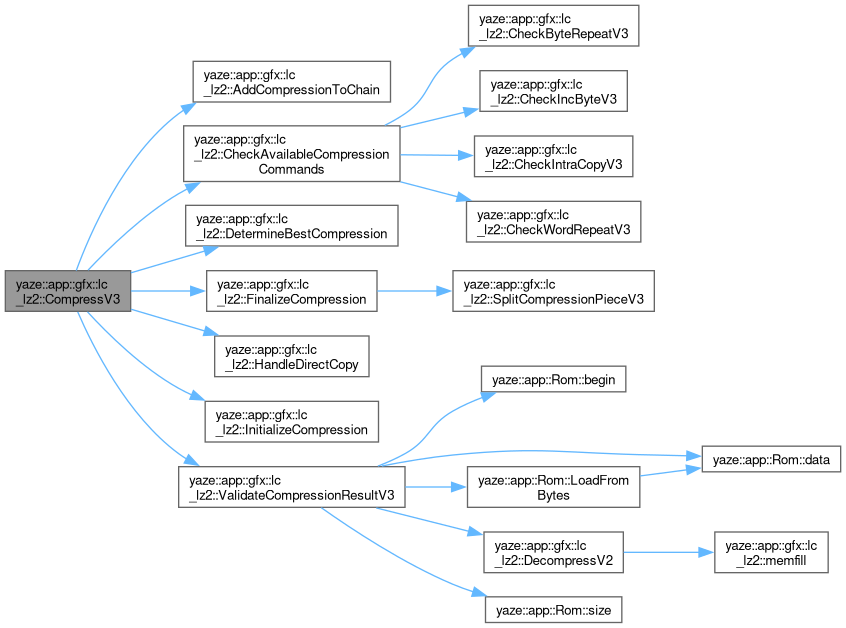 yaze::app::gfx::lc
_lz2::CompressV3
yaze::app::gfx::lc
_lz2::AddCompressionToChain
yaze::app::gfx::lc
_lz2::CheckAvailableCompression
Commands
yaze::app::gfx::lc
_lz2::DetermineBestCompression
yaze::app::gfx::lc
_lz2::FinalizeCompression
yaze::app::gfx::lc
_lz2::HandleDirectCopy
yaze::app::gfx::lc
_lz2::InitializeCompression
yaze::app::gfx::lc
_lz2::ValidateCompressionResultV3
yaze::app::gfx::lc
_lz2::CheckByteRepeatV3
yaze::app::gfx::lc
_lz2::CheckIncByteV3
yaze::app::gfx::lc
_lz2::CheckIntraCopyV3
yaze::app::gfx::lc
_lz2::CheckWordRepeatV3
yaze::app::gfx::lc
_lz2::SplitCompressionPieceV3
yaze::app::Rom::begin
yaze::app::Rom::LoadFrom
Bytes
yaze::app::gfx::lc
_lz2::DecompressV2
yaze::app::Rom::size
yaze::app::Rom::data
yaze::app::gfx::lc
_lz2::memfill